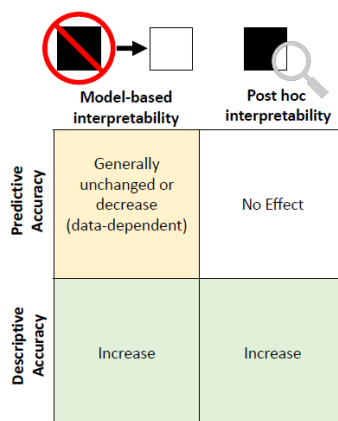 Model-based
interpretability
Post hoc
interpretability
Predictive
Accuracy
Generally
unchanged or
decrease
(data-dependent)
No Effect
Descriptive
Accuracy
Increase
Increase